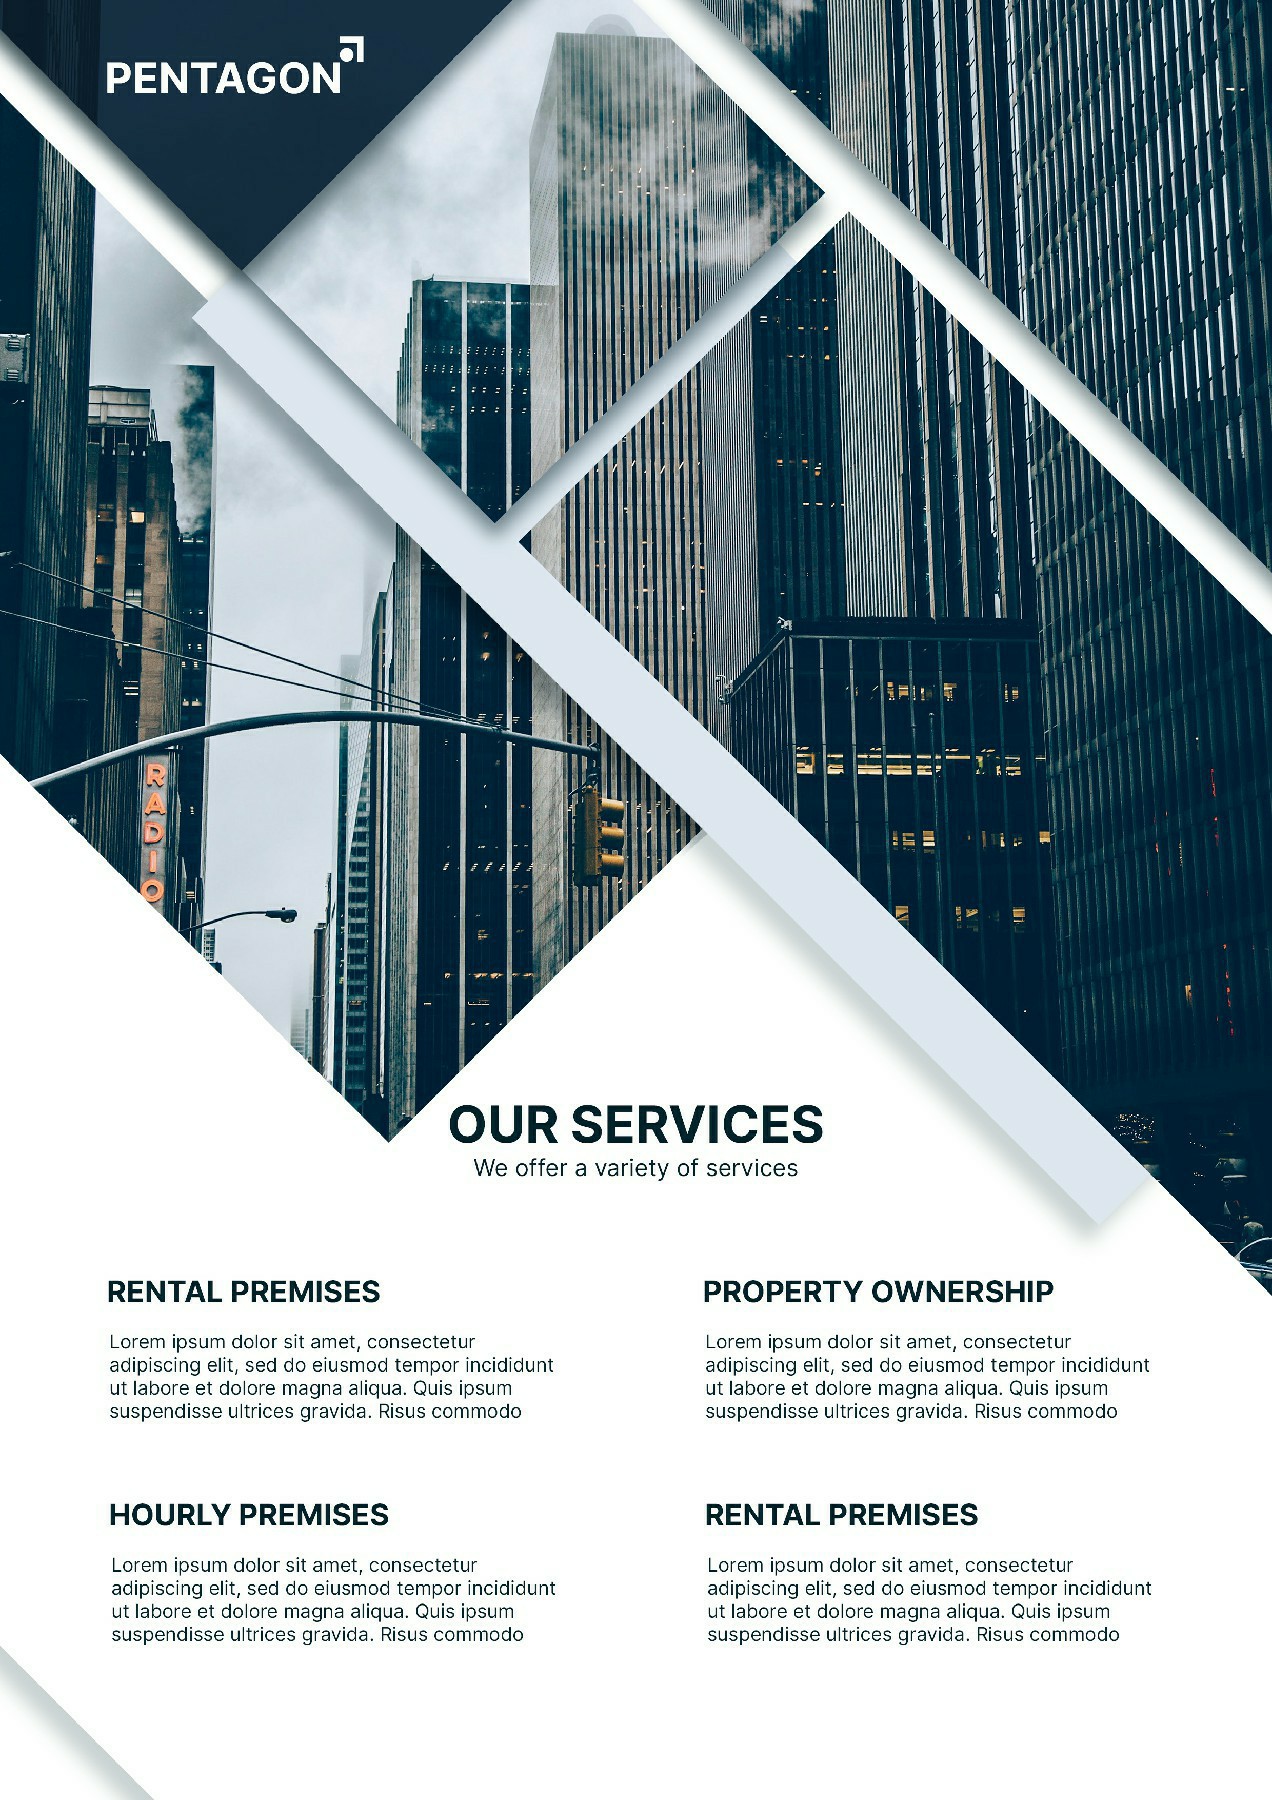 PENTAGON
RADIO
OUR SERVICES
We offer a variety of services
RENTAL PREMISES
Lorem ipsum dolor sit amet, consectetur
adipiscing elit, sed do eiusmod tempor incididunt
ut labore et dolore magna aliqua. Quis ipsum
suspendisse ultrices gravida. Risus commodo
PROPERTY OWNERSHIP
Lorem ipsum dolor sit amet, consectetur
adipiscing elit, sed do eiusmod tempor incididunt
ut labore et dolore magna aliqua. Quis ipsum
suspendisse ultrices gravida. Risus commodo
HOURLY PREMISES
Lorem ipsum dolor sit amet, consectetur
adipiscing elit, sed do eiusmod tempor incididunt
ut labore et dolore magna aliqua. Quis ipsum
suspendisse ultrices gravida. Risus commodo
RENTAL PREMISES
Lorem ipsum dolor sit amet, consectetur
adipiscing elit, sed do eiusmod tempor incididunt
ut labore et dolore magna aliqua. Quis ipsum
suspendisse ultrices gravida. Risus commodo